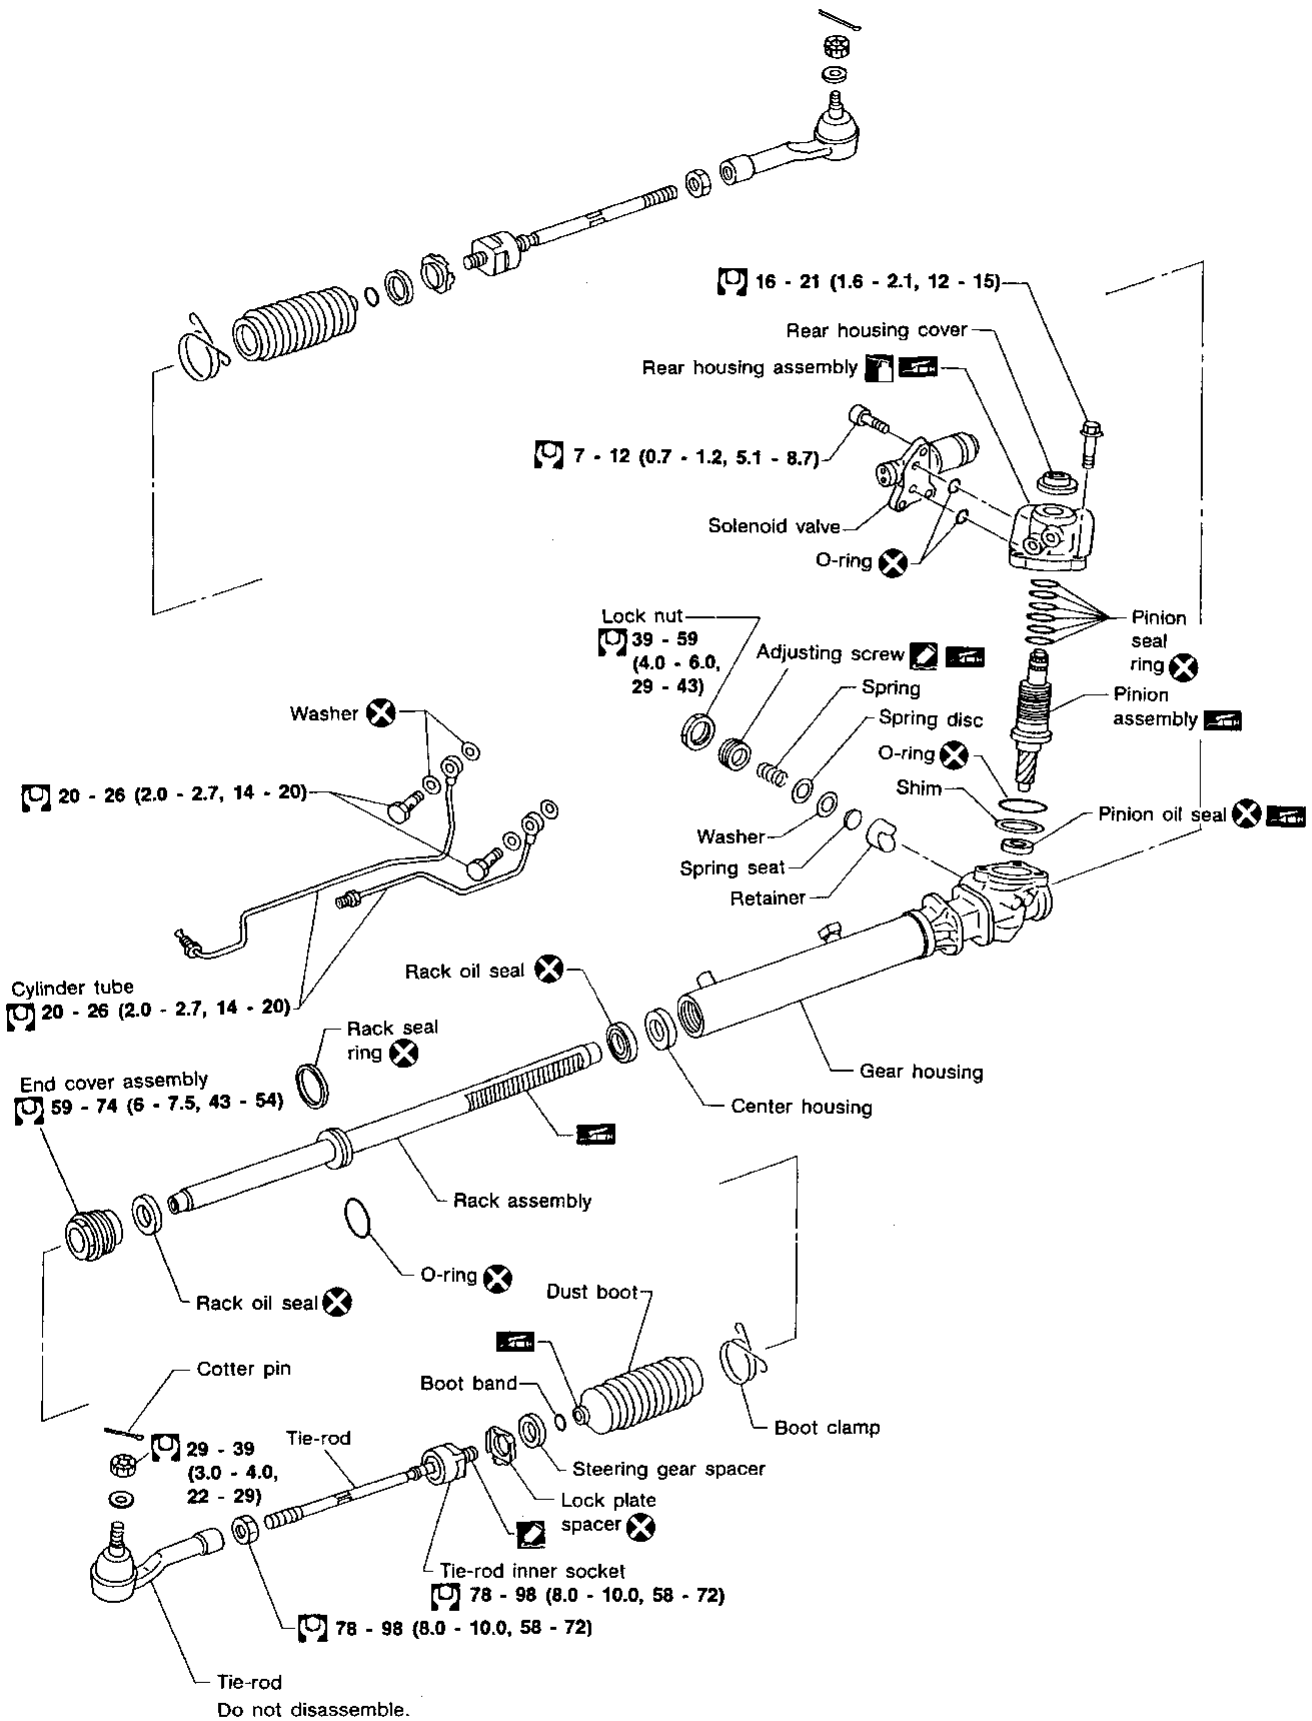 16 - 21 (1.6 - 2.1, 12 - 15)
Rear housing cover
Rear housing assembly
7 - 12 (0.7 - 1.2, 5.1 - 8.7)
Solenoid valve
O-ring
Lock nut
39 - 59
(4.0 - 6.0,
29 - 43)
Adjusting screw
Spring
Spring disc
Pinion
seal
ring
Pinion
assembly
O-ring
Shim
Pinion oil seal
Washer
20 - 26 (2.0 - 2.7, 14 - 20)
Washer
Spring seat
Retainer
Cylinder tube
20 - 26 (2.0 - 2.7, 14 - 20)
Rack oil seal
Rack seal
ring
Gear housing
Center housing
End cover assembly
59 - 74 (6 - 7.5, 43 - 54)
Rack assembly
O-ring
Rack oil seal
Dust boot
Cotter pin
Boot band
Boot clamp
29 - 39
(3.0 - 4.0,
22 - 29)
Tie-rod
Steering gear spacer
Lock plate
spacer
Tie-rod inner socket
78 - 98 (8.0 - 10.0, 58 - 72)
78 - 98 (8.0 - 10.0, 58 - 72)
Tie-rod
Do not disassemble.